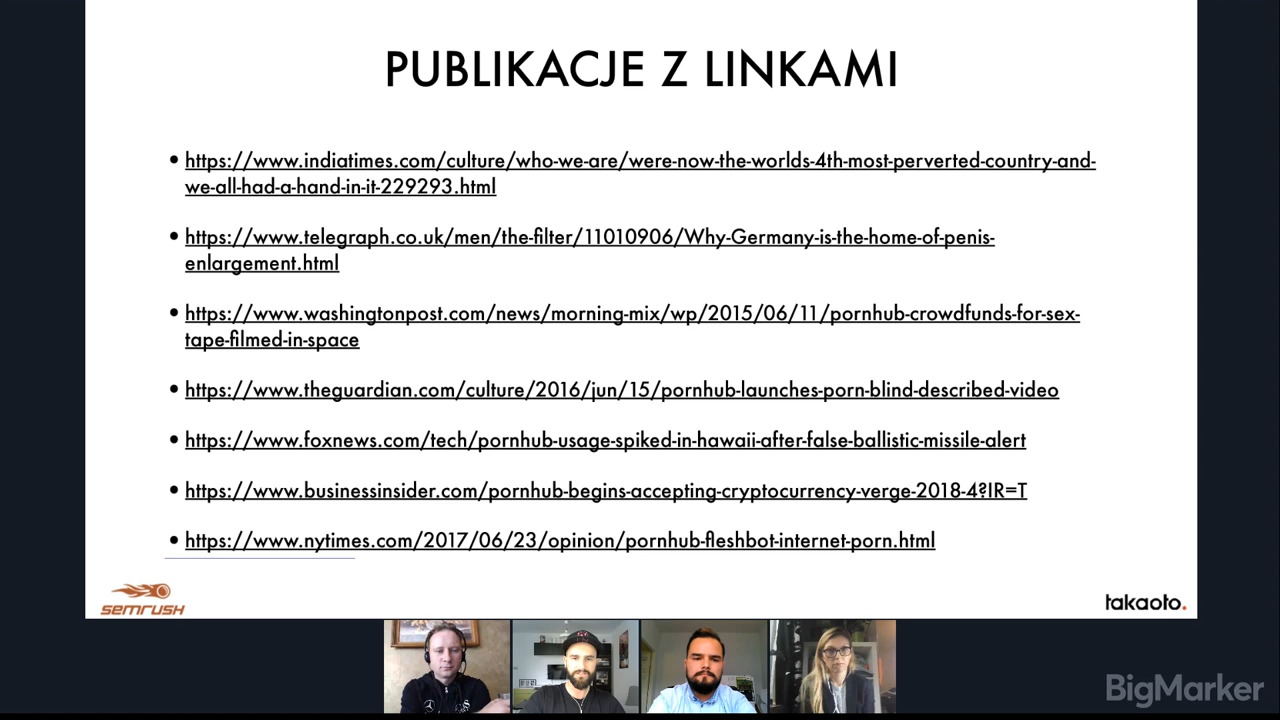 PUBLIKACJE Z LINKAMI
• https://www.indiatimes.com/culture/who-we-are/were-now-the-worlds-4th-most-perverted-country-and-
we-all-had-a-hand-in-it-229293.html
• https://www.telegraph.co.uk/men/the-filter/11010906/Why-Germany-is-the-home-of-penis-
enlargement.html
• https://www.washingtonpost.com/news/morning-mix/wp/2015/06/11/pornhub-crowdfunds-for-sex-
tape-filmed-in-space
• https://www.theguardian.com/culture/2016/jun/15/pornhub-launches-porn-blind-described-video
• https://www.foxnews.com/tech/pornhub-usage-spiked-in-hawaii-after-false-ballistic-missile-alert
• https://www.businessinsider.com/pornhub-begins-accepting-cryptocurrency-verge-2018-4?IR=T
• https://www.nytimes.com/2017/06/23/opinion/pornhub-fleshbot-internet-porn.html
semrush
takaoto.
BigMarker